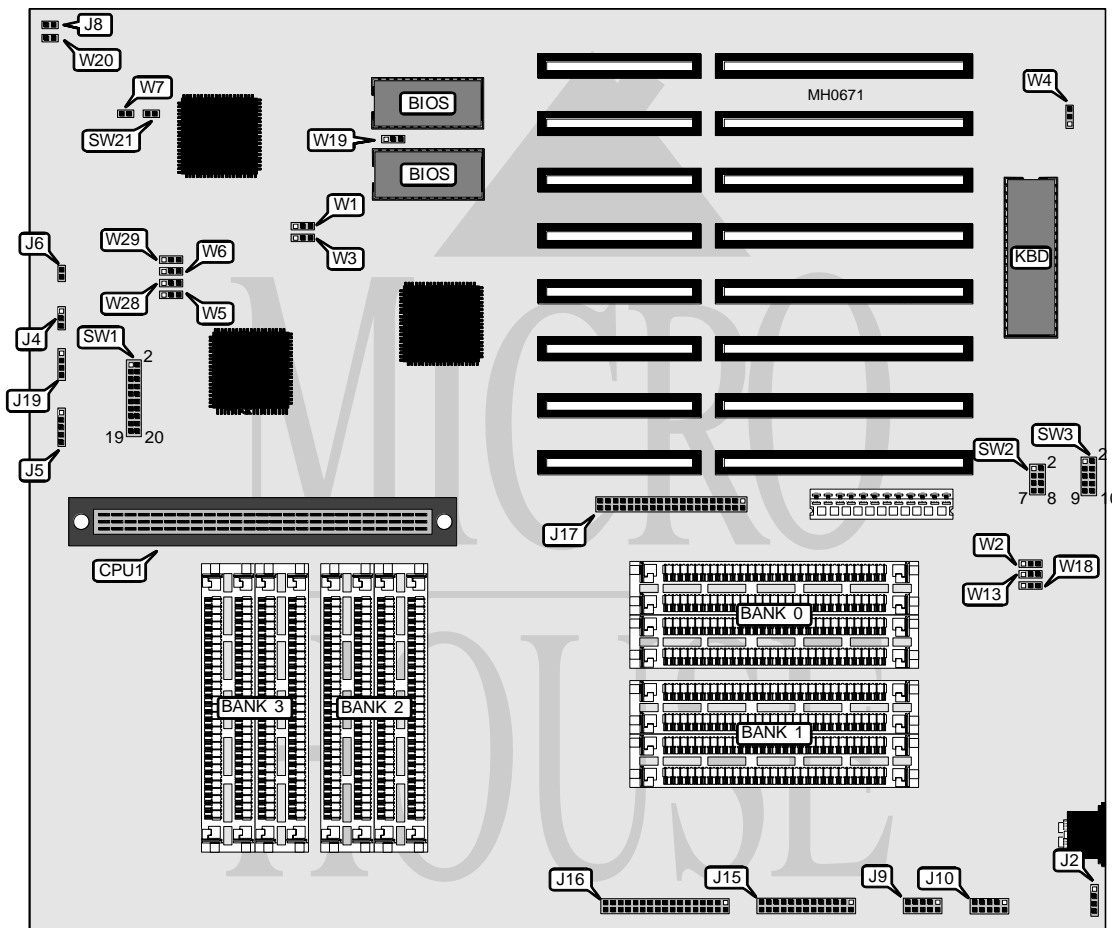 J8
W20
W7
SW21
BIOS
W19
BIOS
MH0671
W4
KBD
W1
W3
J6
W29
W6
W28
W5
J4
SW1
2
J19
19
20
J5
CPU1
J17
SW2
2
7
8
SW3
2
9
10
W2
W18
W13
BANK 0
BANK 1
BANK 3
BANK 2
J16
J15
J9
J10
J2
MICRO
HOUSE